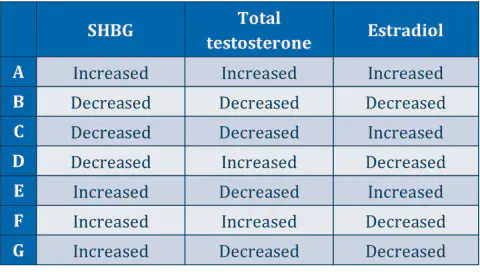 SHBG Total testosterone Estradiol
A Increased Increased Increased
B Decreased Decreased Decreased
C Decreased Decreased Increased
D Decreased Increased Decreased
E Increased Decreased Increased
F Increased Increased Decreased
G Increased Decreased Decreased